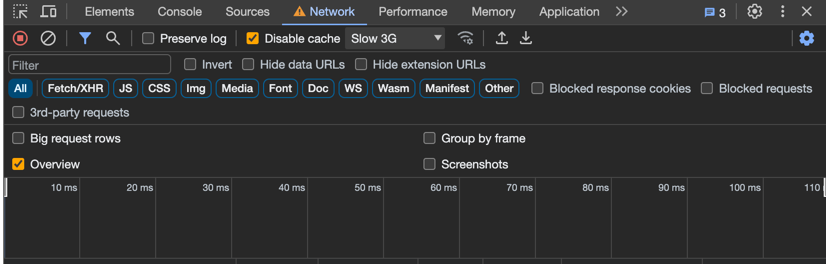 Elements Console Sources Network Performance Memory Application 3
Preserve log Disable cache Slow 3G
Filter Invert Hide data URLs Hide extension URLs
All Fetch/XHR JS CSS Img Media Font Doc WS Wasm Manifest Other Blocked response cookies Blocked requests
3rd-party requests
Big request rows Group by frame
Overview Screenshots
10 ms 20 ms 30 ms 40 ms 50 ms 60 ms 70 ms 80 ms 90 ms 100 ms 110